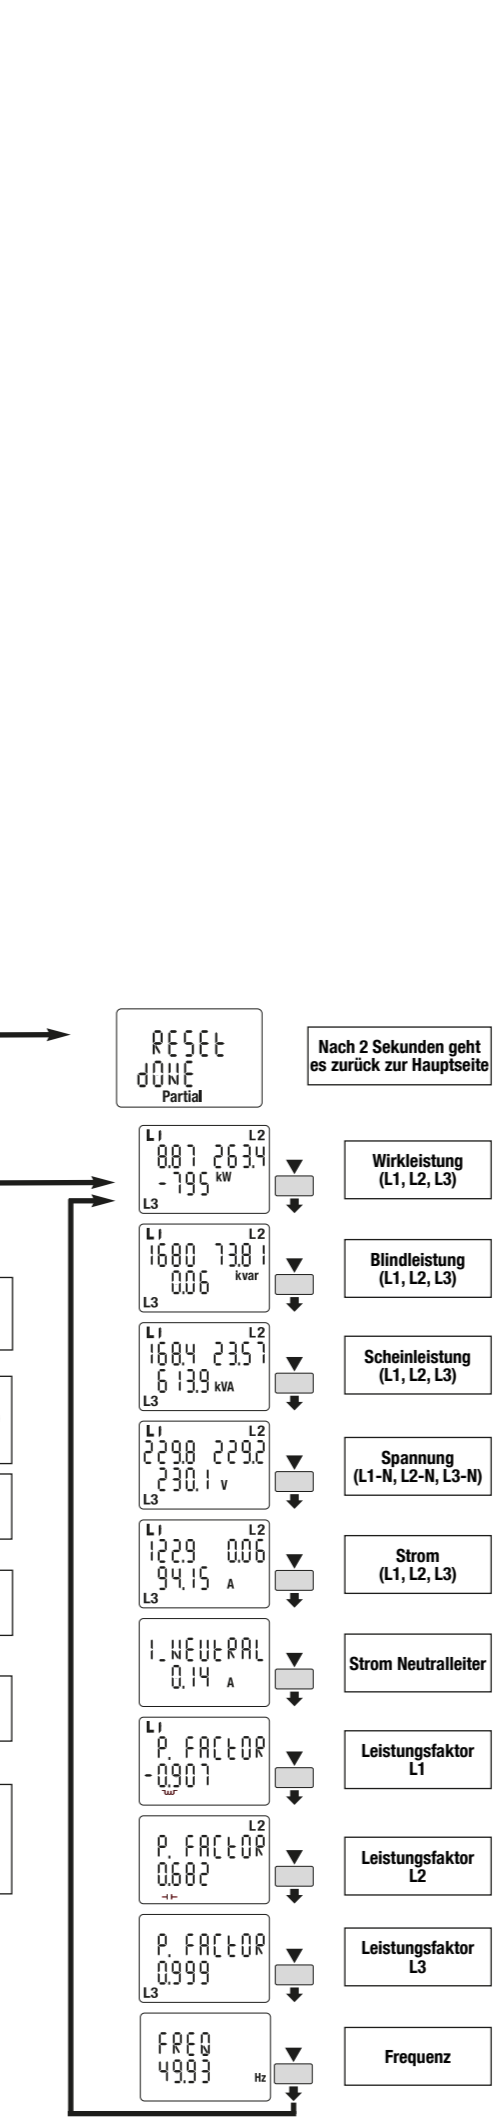 RESEt
dONE
Partial
Nach 2 Sekunden geht
es zurück zur Hauptseite
L1 L2
8.87 263.4
-795 kW
L3
Wirkleistung
(L1, L2, L3)
L1 L2
1680 73.81
0.06 kvar
L3
Blindleistung
(L1, L2, L3)
L1 L2
168.4 23.57
613.9 kVA
L3
Scheinleistung
(L1, L2, L3)
L1 L2
229.8 229.2
230.1 V
L3
Spannung
(L1-N, L2-N, L3-N)
L1 L2
122.9 0.06
94.15 A
L3
Strom
(L1, L2, L3)
I_NEUtRAL
0.14 A
Strom Neutralleiter
L1
P. FACtOR
-0.907
Leistungsfaktor
L1
L2
P. FACtOR
0.682
Leistungsfaktor
L2
P. FACtOR
0.999
L3
Leistungsfaktor
L3
FREQ
49.93 Hz
Frequenz